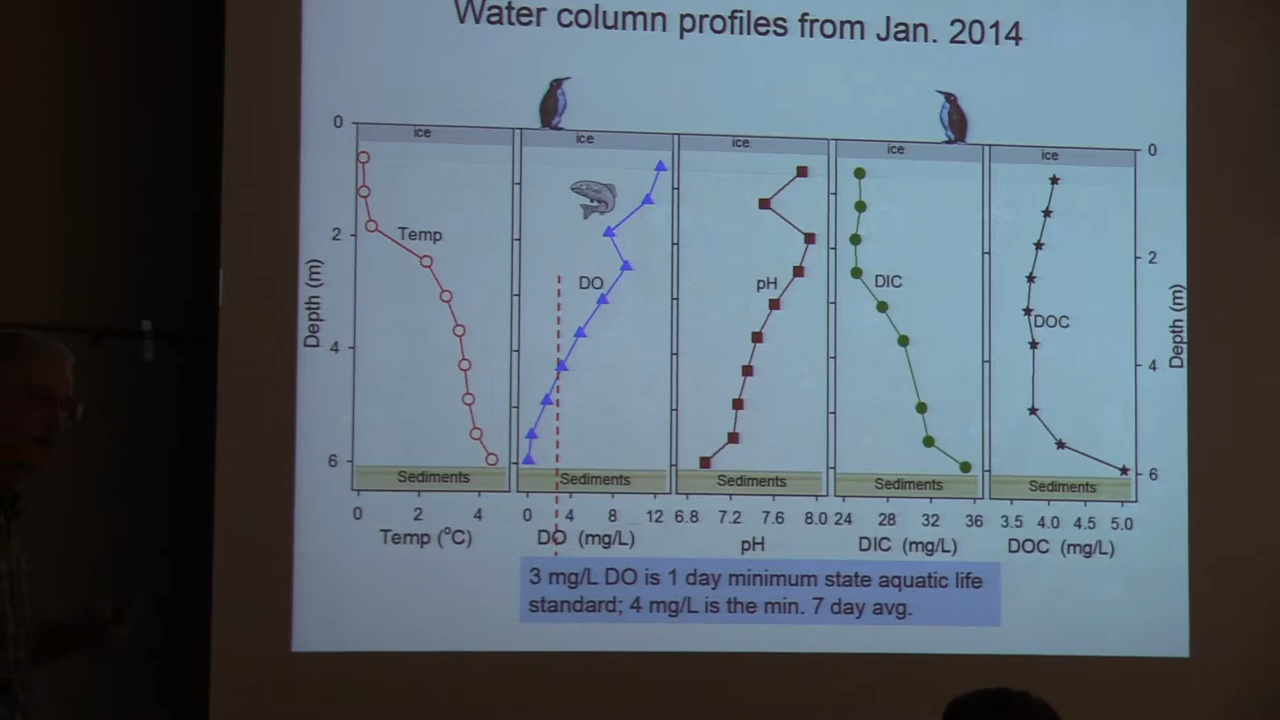 Water column profiles from Jan. 2014
ice
ice
ice
ice
ice
0
2
4
6
Depth (m)
Temp
DO
pH
DIC
DOC
0
2
4
6
Depth (m)
Sediments
Sediments
Sediments
Sediments
Sediments
0 2 4
Temp (°C)
0 4 8 12
DO (mg/L)
6.8 7.2 7.6 8.0
pH
24 28 32 36
DIC (mg/L)
3.5 4.0 4.5 5.0
DOC (mg/L)
3 mg/L DO is 1 day minimum state aquatic life
standard; 4 mg/L is the min. 7 day avg.